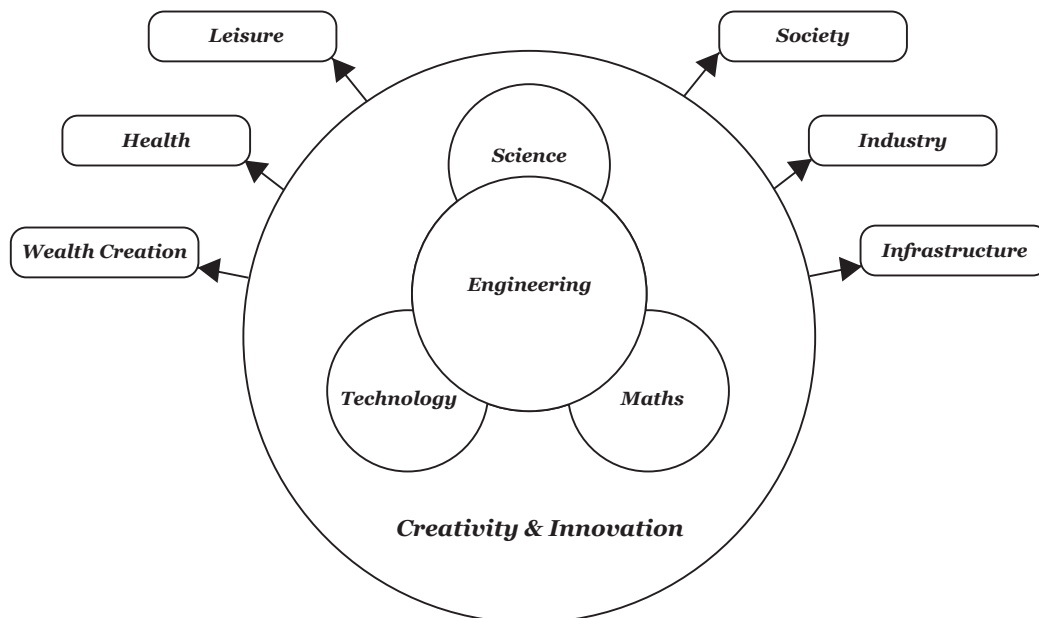 Leisure
Society
Health
Science
Industry
Wealth Creation
Engineering
Infrastructure
Technology
Maths
Creativity & Innovation